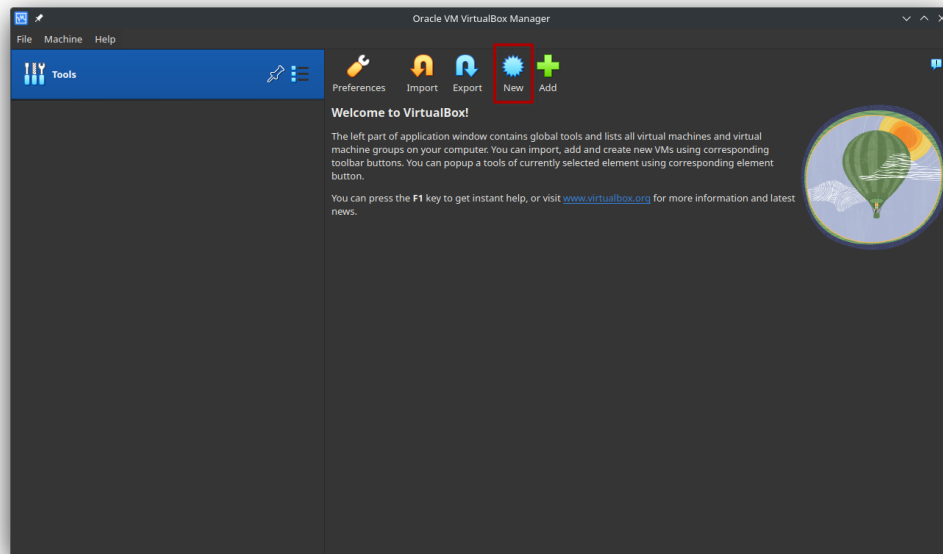 Oracle VM VirtualBox Manager
File Machine Help
Tools
Preferences Import Export New Add
Welcome to VirtualBox!
The left part of application window contains global tools and lists all virtual machines and virtual
machine groups on your computer. You can import, add and create new VMs using corresponding
toolbar buttons. You can popup a tools of currently selected element using corresponding element
button.
You can press the F1 key to get instant help, or visit www.virtualbox.org for more information and latest
news.